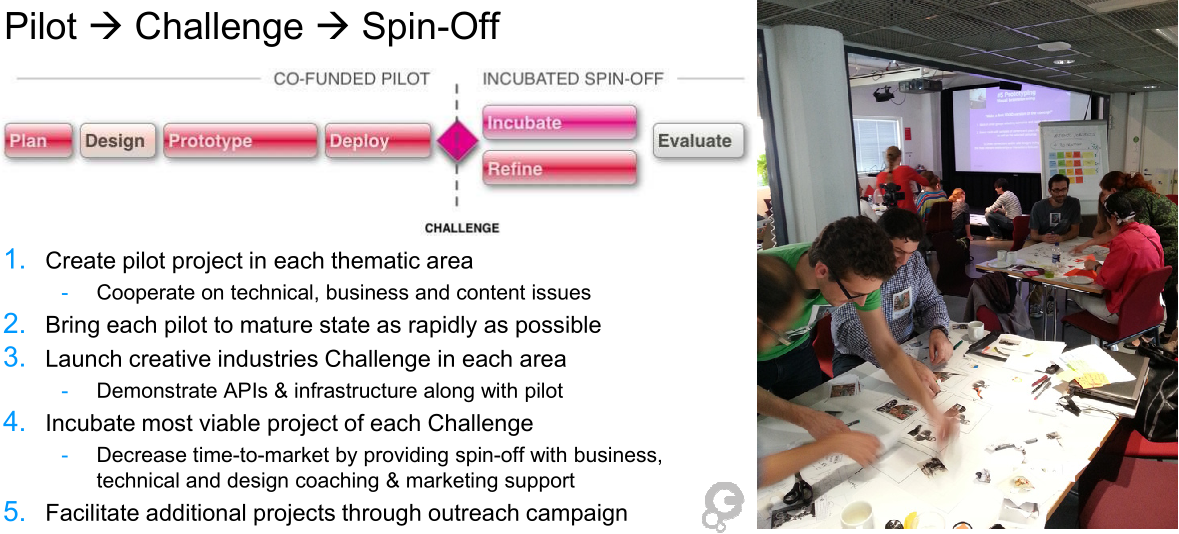 Pilot → Challenge → Spin-Off
CO-FUNDED PILOT
INCUBATED SPIN-OFF
Plan
Design
Prototype
Deploy
Incubate
Refine
Evaluate
CHALLENGE
1. Create pilot project in each thematic area
- Cooperate on technical, business and content issues
2. Bring each pilot to mature state as rapidly as possible
3. Launch creative industries Challenge in each area
- Demonstrate APIs & infrastructure along with pilot
4. Incubate most viable project of each Challenge
- Decrease time-to-market by providing spin-off with business,
technical and design coaching & marketing support
5. Facilitate additional projects through outreach campaign
Prototyping